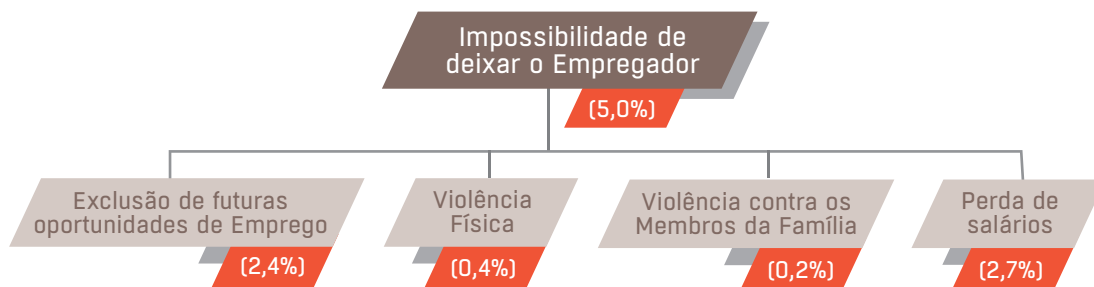 Impossibilidade de
deixar o Empregador
(5,0%)
Exclusão de futuras
oportunidades de Emprego
(2,4%)
Violência
Física
(0,4%)
Violência contra os
Membros da Família
(0,2%)
Perda de
salários
(2,7%)